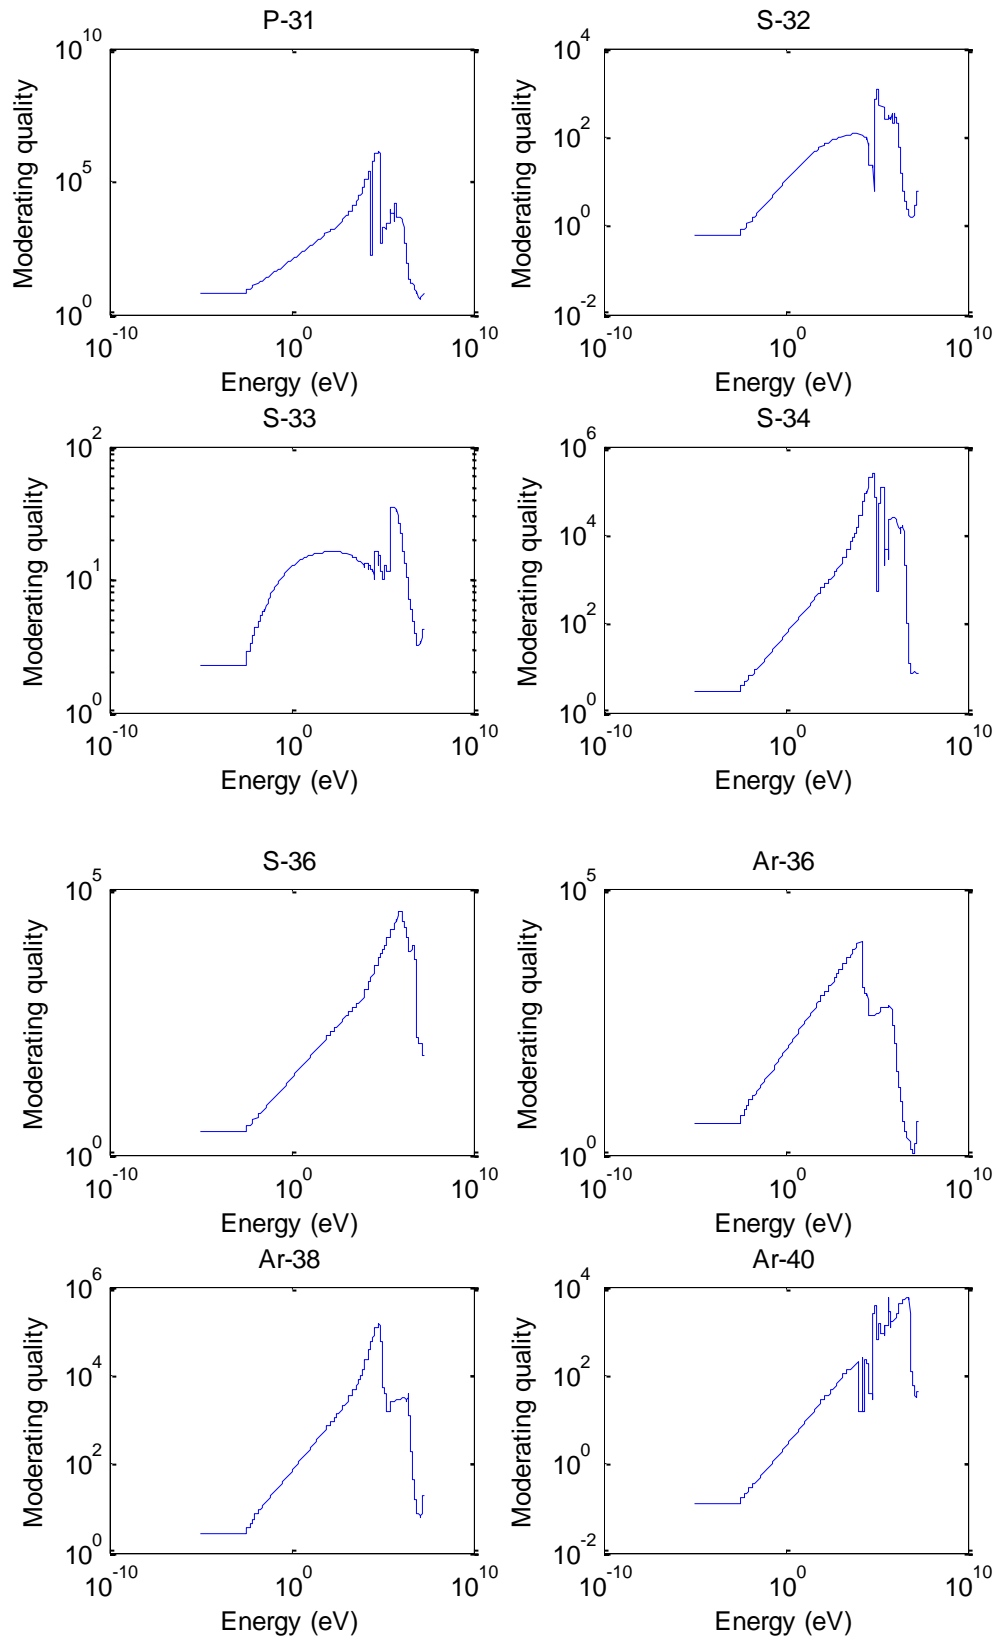 P-31
Moderating quality
10^10
10^5
10^0
10^-10 10^0 10^10
Energy (eV)
S-32
Moderating quality
10^4
10^2
10^0
10^-2
10^-10 10^0 10^10
Energy (eV)
S-33
Moderating quality
10^2
10^1
10^0
10^-10 10^0 10^10
Energy (eV)
S-34
Moderating quality
10^6
10^4
10^2
10^0
10^-10 10^0 10^10
Energy (eV)
S-36
Moderating quality
10^5
10^0
10^-10 10^0 10^10
Energy (eV)
Ar-36
Moderating quality
10^5
10^0
10^-10 10^0 10^10
Energy (eV)
Ar-38
Moderating quality
10^6
10^4
10^2
10^0
10^-10 10^0 10^10
Energy (eV)
Ar-40
Moderating quality
10^4
10^2
10^0
10^-2
10^-10 10^0 10^10
Energy (eV)